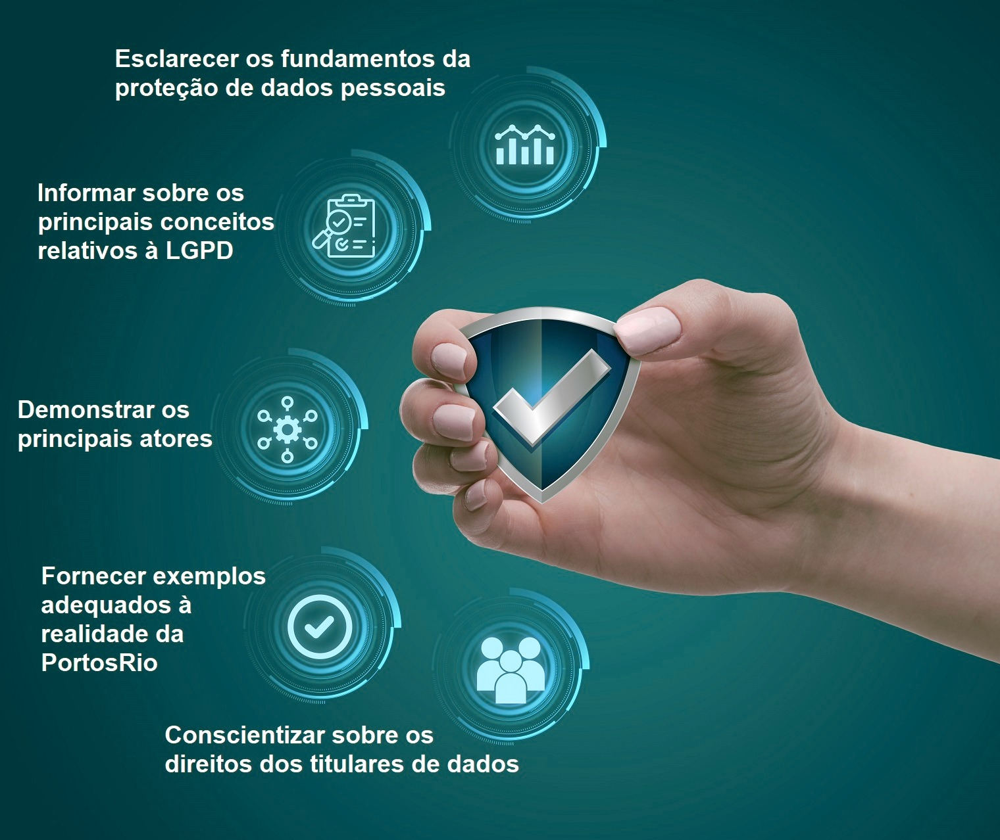 Esclarecer os fundamentos da
proteção de dados pessoais
Informar sobre os
principais conceitos
relativos à LGPD
Demonstrar os
principais atores
Fornecer exemplos
adequados à
realidade da
PortosRio
Conscientizar sobre os
direitos dos titulares de dados